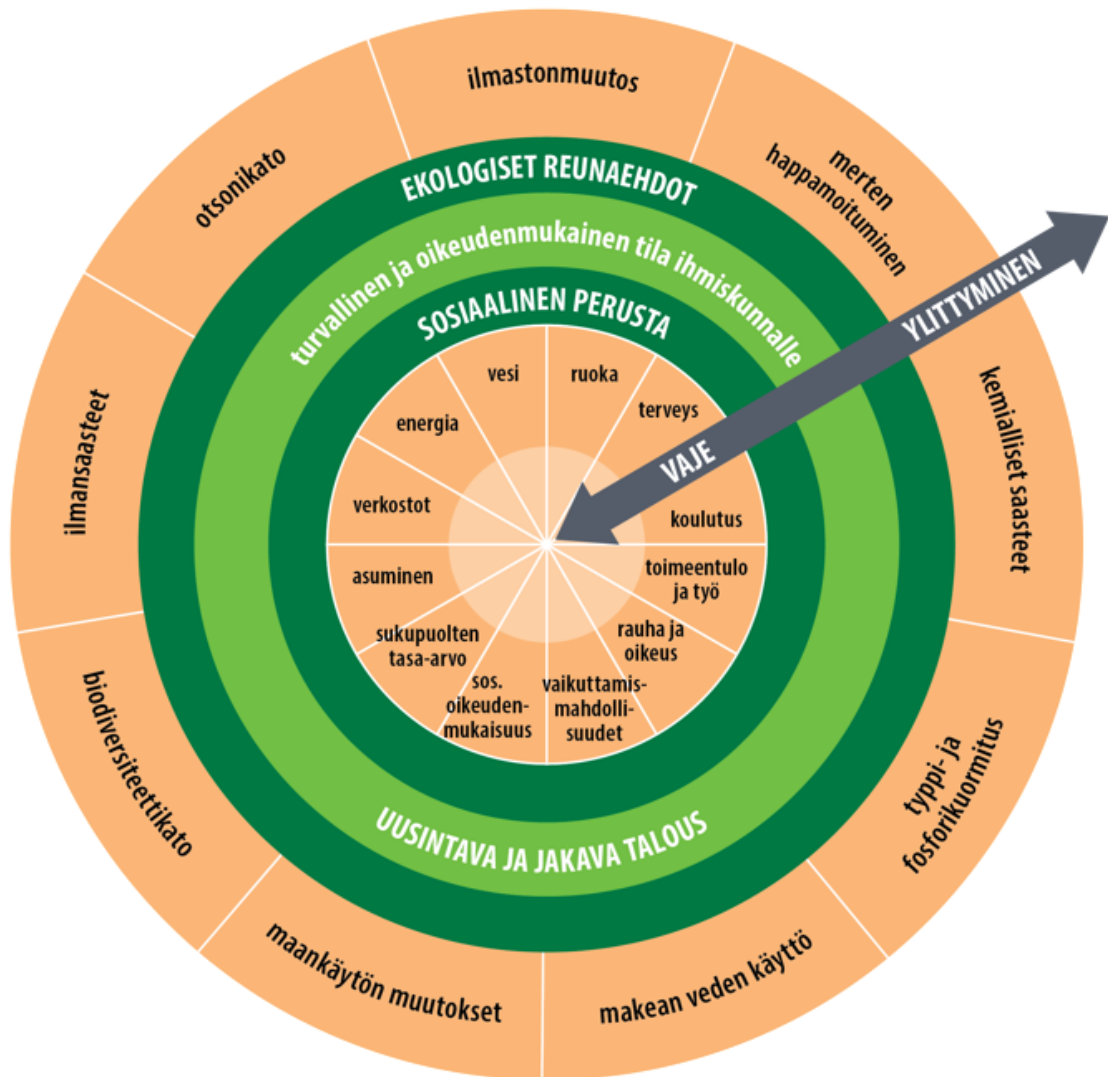 ilmastonmuutos
merten
happamoituminen
kemialliset saasteet
typpi- ja
fosforikuormitus
makean veden käyttö
maankäytön muutokset
biodiversiteettikato
ilmansaasteet
otsonikato
EKOLOGISET REUNAEHDOT
turvallinen ja oikeudenmukainen tila ihmiskunnalle
SOSIAALINEN PERUSTA
YLITTYMINEN
VAJE
vesi
ruoka
terveys
koulutus
toimeentulo
ja työ
rauha ja
oikeus
vaikuttamis-
mahdolli-
suudet
sos.
oikeuden-
mukaisuus
sukupuolten
tasa-arvo
asuminen
verkostot
energia
UUSINTAVA JA JAKAVA TALOUS